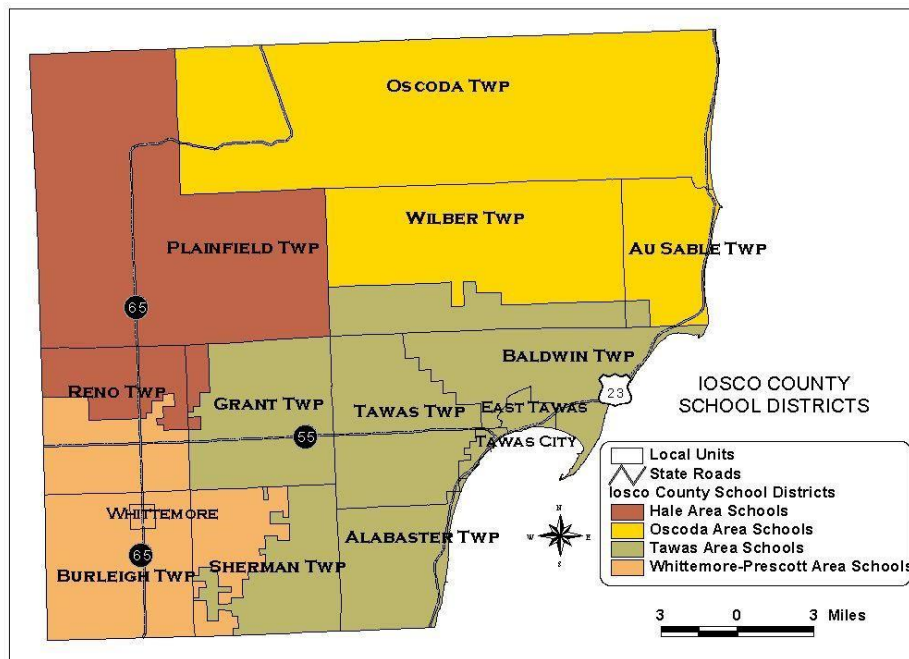 OSCODA TWP
WILBER TWP
PLAINFIELD TWP
AU SABLE TWP
65
BALDWIN TWP
RENO TWP
GRANT TWP
TAWAS TWP
EAST TAWAS
23
55
TAWAS CITY
IOSCO COUNTY
SCHOOL DISTRICTS
WHITTEMORE
65
BURLEIGH TWP
SHERMAN TWP
ALABASTER TWP
N
W E
S
Local Units
State Roads
Iosco County School Districts
Hale Area Schools
Oscoda Area Schools
Tawas Area Schools
Whittemore-Prescott Area Schools
3 0 3 Miles